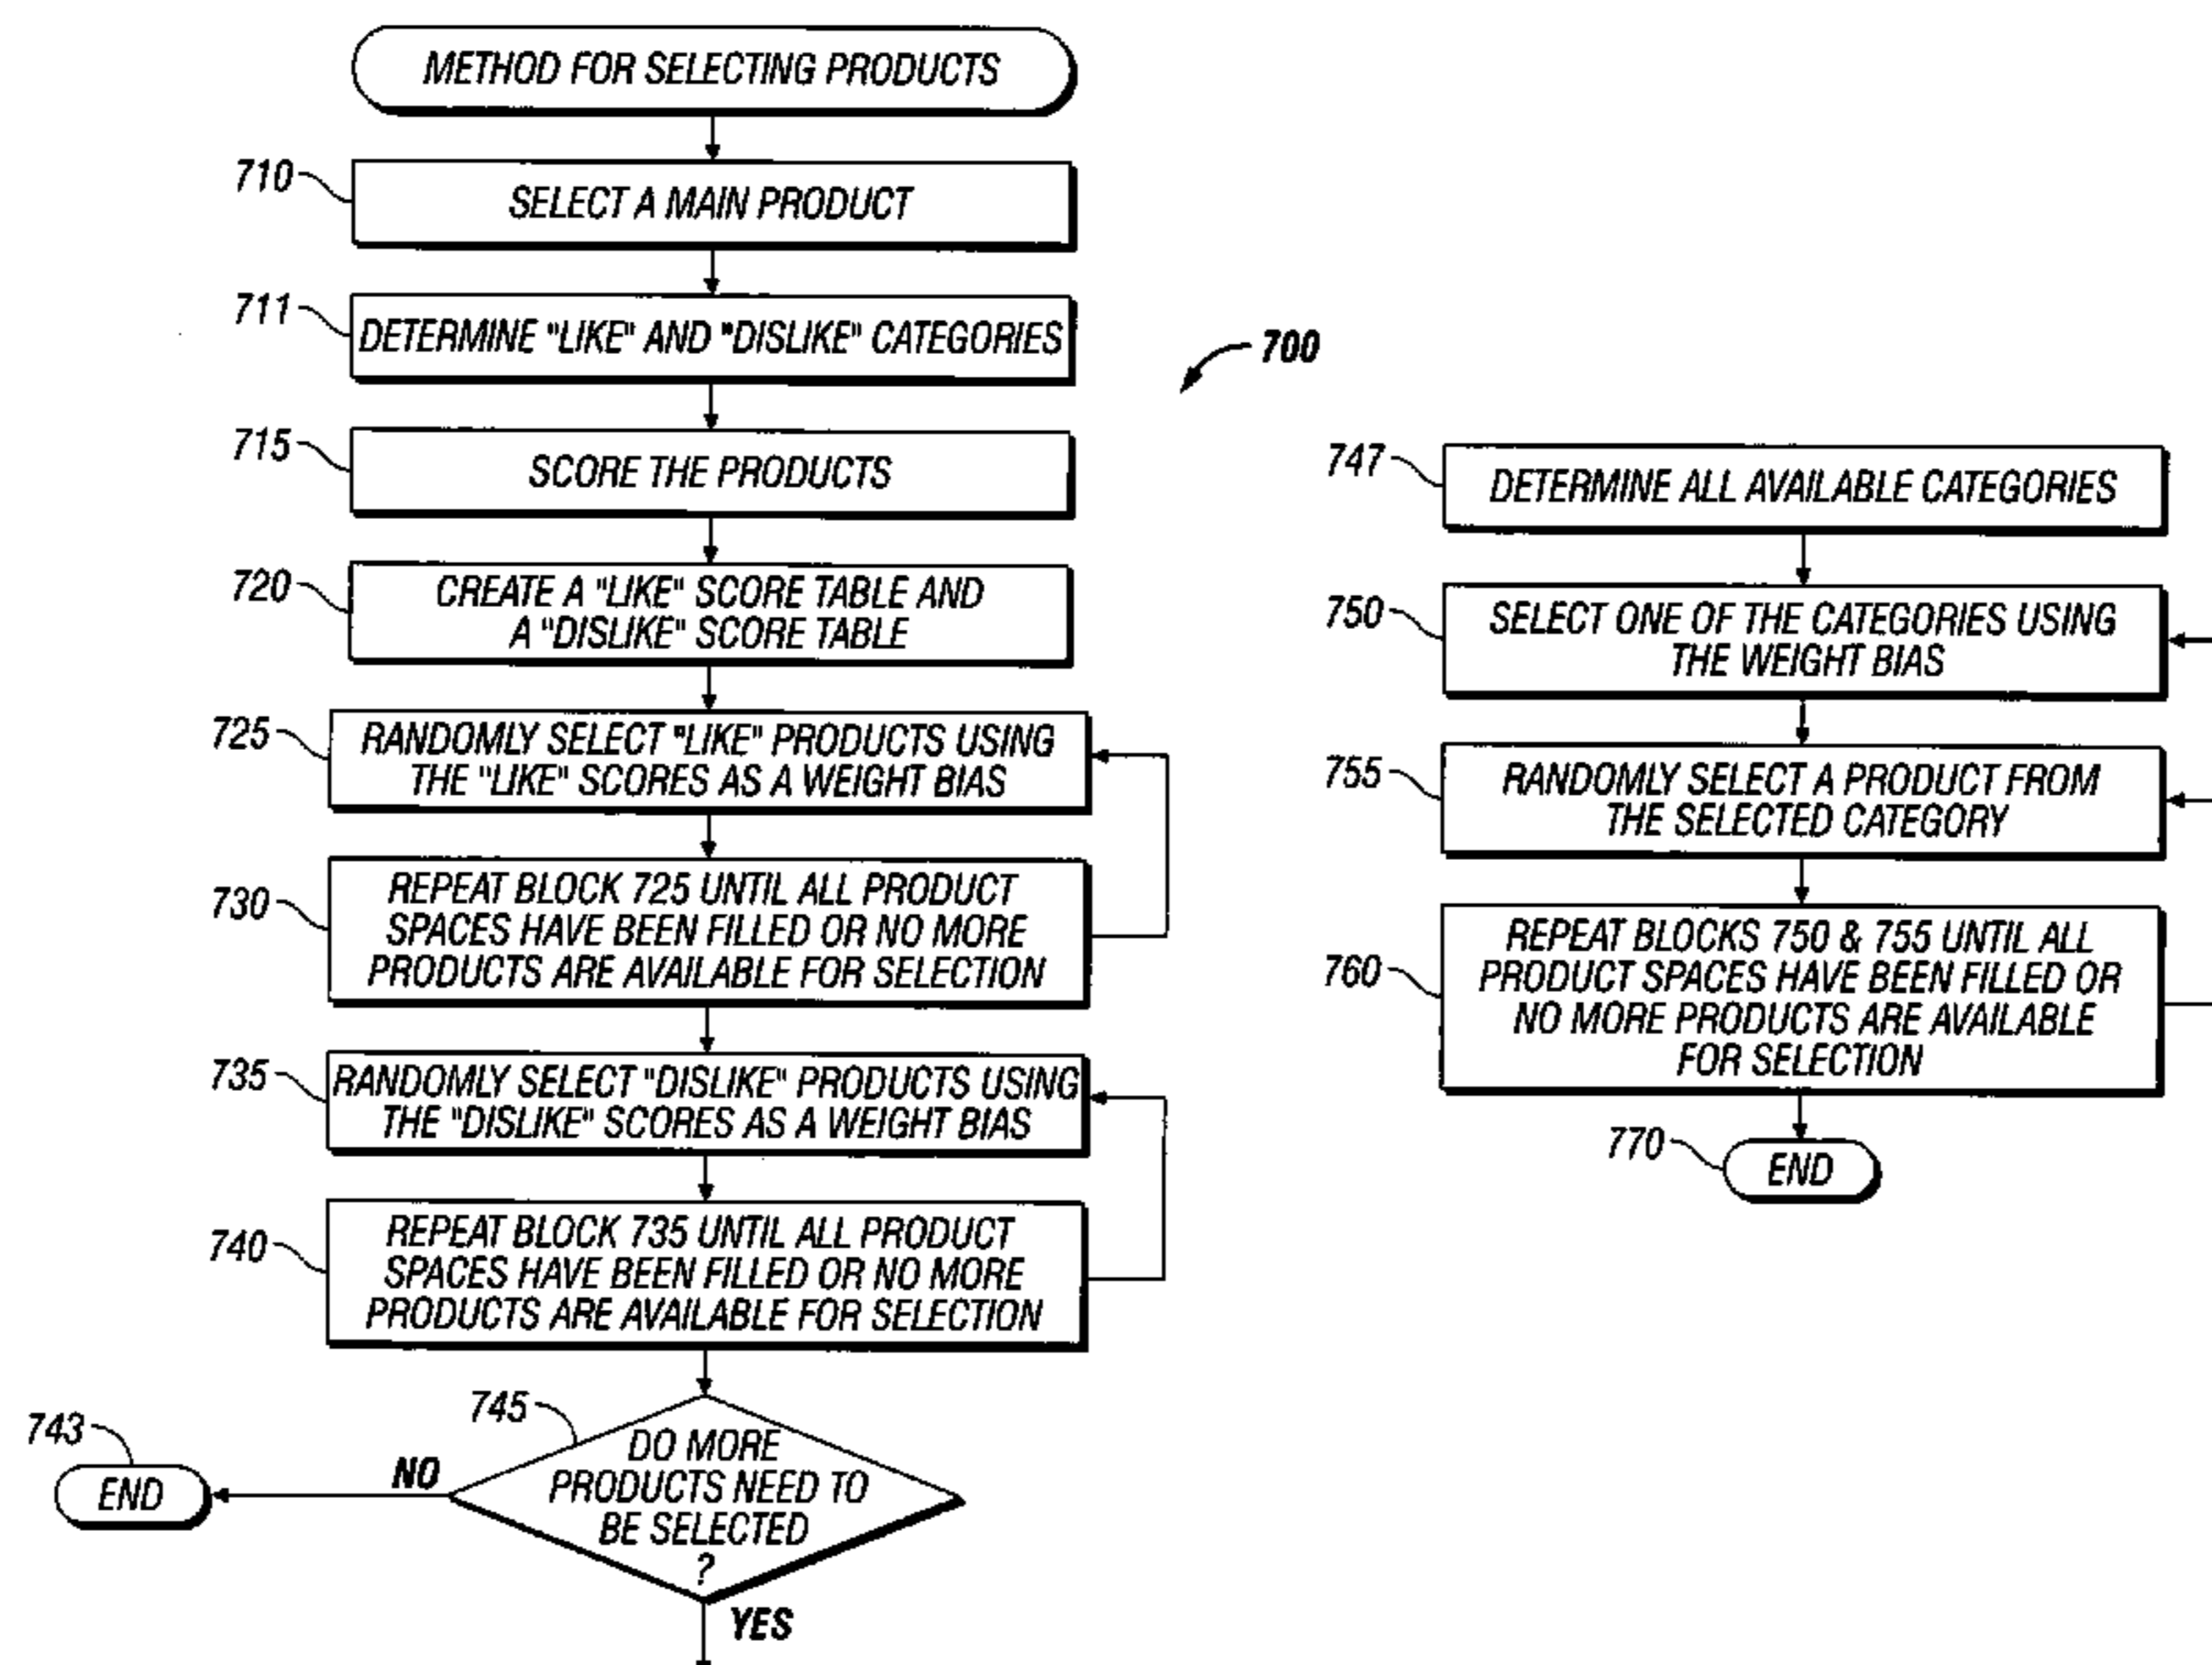 METHOD FOR SELECTING PRODUCTS
710
SELECT A MAIN PRODUCT
711
DETERMINE "LIKE" AND "DISLIKE" CATEGORIES
700
715
SCORE THE PRODUCTS
720
CREATE A "LIKE" SCORE TABLE AND
A "DISLIKE" SCORE TABLE
725
RANDOMLY SELECT "LIKE" PRODUCTS USING
THE "LIKE" SCORES AS A WEIGHT BIAS
730
REPEAT BLOCK 725 UNTIL ALL PRODUCT
SPACES HAVE BEEN FILLED OR NO MORE
PRODUCTS ARE AVAILABLE FOR SELECTION
735
RANDOMLY SELECT "DISLIKE" PRODUCTS USING
THE "DISLIKE" SCORES AS A WEIGHT BIAS
740
REPEAT BLOCK 735 UNTIL ALL PRODUCT
SPACES HAVE BEEN FILLED OR NO MORE
PRODUCTS ARE AVAILABLE FOR SELECTION
745
DO MORE
PRODUCTS NEED TO
BE SELECTED
?
NO
743
END
YES
747
DETERMINE ALL AVAILABLE CATEGORIES
750
SELECT ONE OF THE CATEGORIES USING
THE WEIGHT BIAS
755
RANDOMLY SELECT A PRODUCT FROM
THE SELECTED CATEGORY
760
REPEAT BLOCKS 750 & 755 UNTIL ALL
PRODUCT SPACES HAVE BEEN FILLED OR
NO MORE PRODUCTS ARE AVAILABLE
FOR SELECTION
770
END